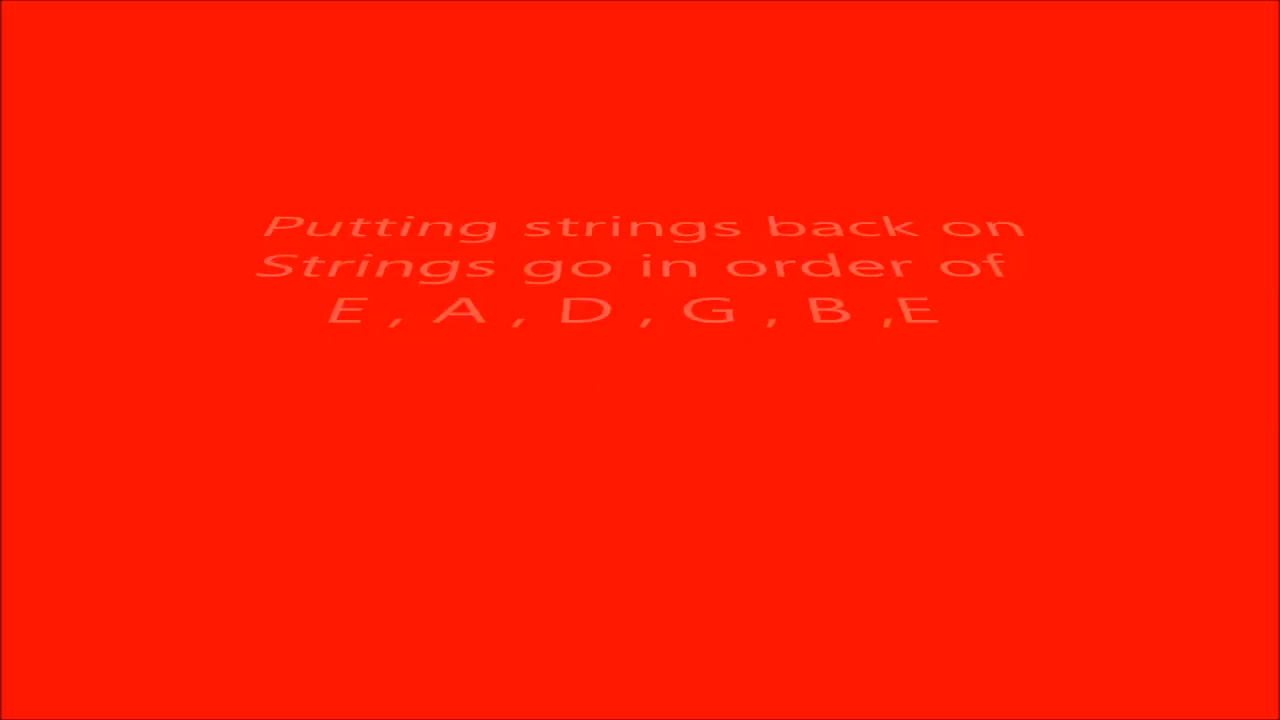 Putting strings back on
Strings go in order of
E , A , D , G , B ,E